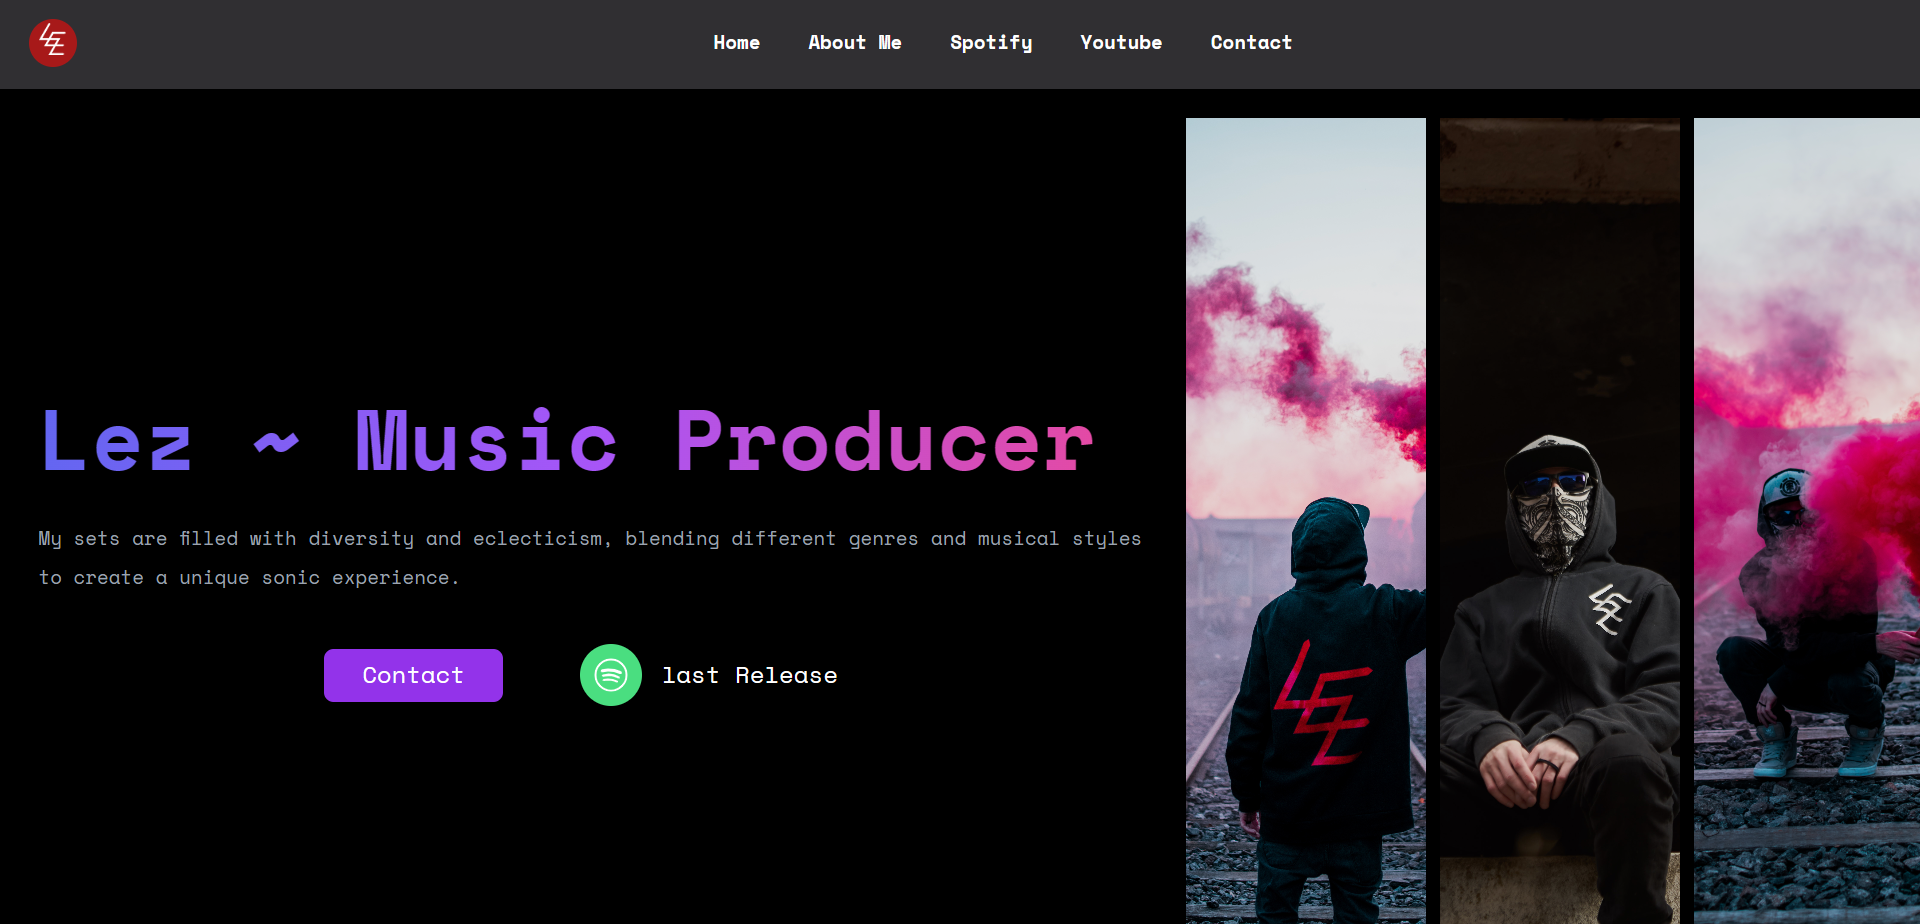 Home About Me Spotify Youtube Contact
Lez ~ Music Producer
My sets are filled with diversity and eclecticism, blending different genres and musical styles
to create a unique sonic experience.
Contact
last Release